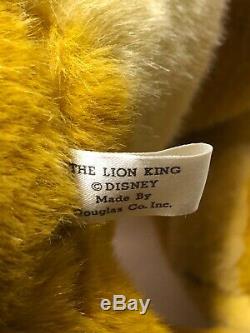 THE LION KING
© DISNEY
Made By
Douglas Co. Inc.